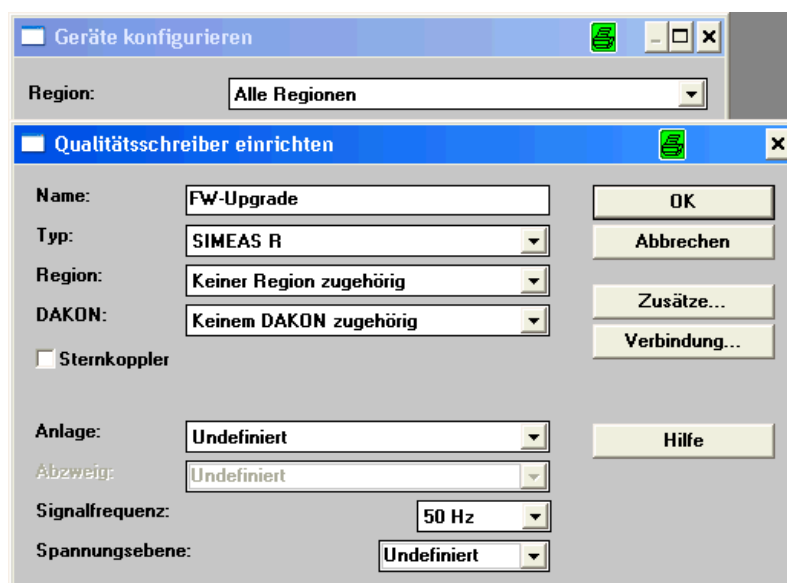 Geräte konfigurieren
Region: Alle Regionen
Qualitätsschreiber einrichten
Name: FW-Upgrade OK
Typ: SIMEAS R Abbrechen
Region: Keiner Region zugehörig
DAKON: Keinem DAKON zugehörig Zusätze...
Verbindung...
Sternkoppler
Anlage: Undefiniert Hilfe
Abzweig: Undefiniert
Signalfrequenz: 50 Hz
Spannungsebene: Undefiniert